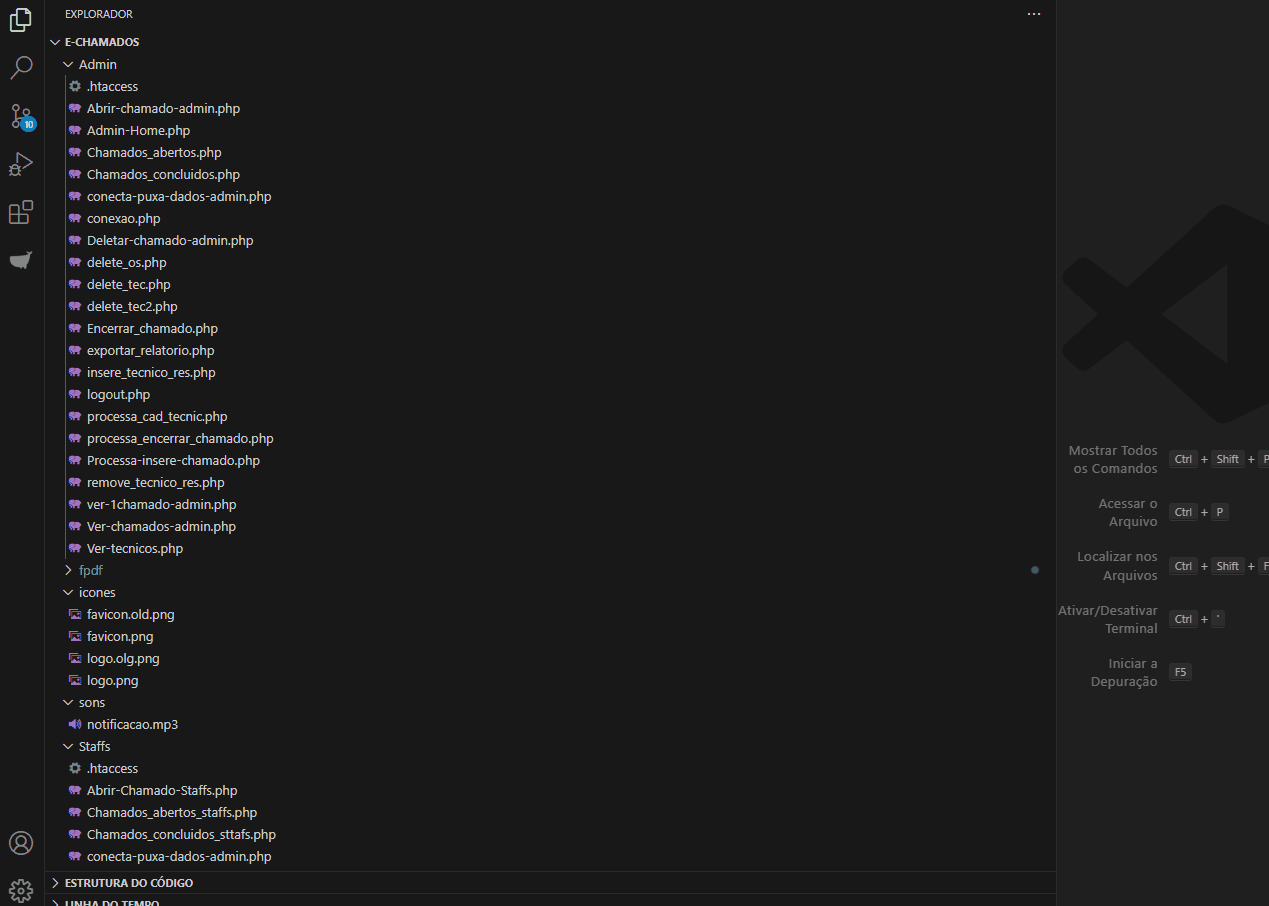 EXPLORADOR
E-CHAMADOS
Admin
.htaccess
Abrir-chamado-admin.php
Admin-Home.php
Chamados_abertos.php
Chamados_concluidos.php
conecta-puxa-dados-admin.php
conexao.php
Deletar-chamado-admin.php
delete_os.php
delete_tec.php
delete_tec2.php
Encerrar_chamado.php
exportar_relatorio.php
insere_tecnico_res.php
logout.php
processa_cad_tecnic.php
processa_encerrar_chamado.php
Processa-insere-chamado.php
remove_tecnico_res.php
ver-1chamado-admin.php
Ver-chamados-admin.php
Ver-tecnicos.php
fpdf
icones
favicon.old.png
favicon.png
logo.olg.png
logo.png
sons
notificacao.mp3
Staffs
.htaccess
Abrir-Chamado-Staffs.php
Chamados_abertos_staffs.php
Chamados_concluidos_sttafs.php
conecta-puxa-dados-admin.php
ESTRUTURA DO CÓDIGO
LINHA DO TEMPO
10
Mostrar Todos
os Comandos
Ctrl + Shift + P
Acessar o
Arquivo
Ctrl + P
Localizar nos
Arquivos
Ctrl + Shift + F
Ativar/Desativar
Terminal
Ctrl + `
Iniciar a
Depuração
F5